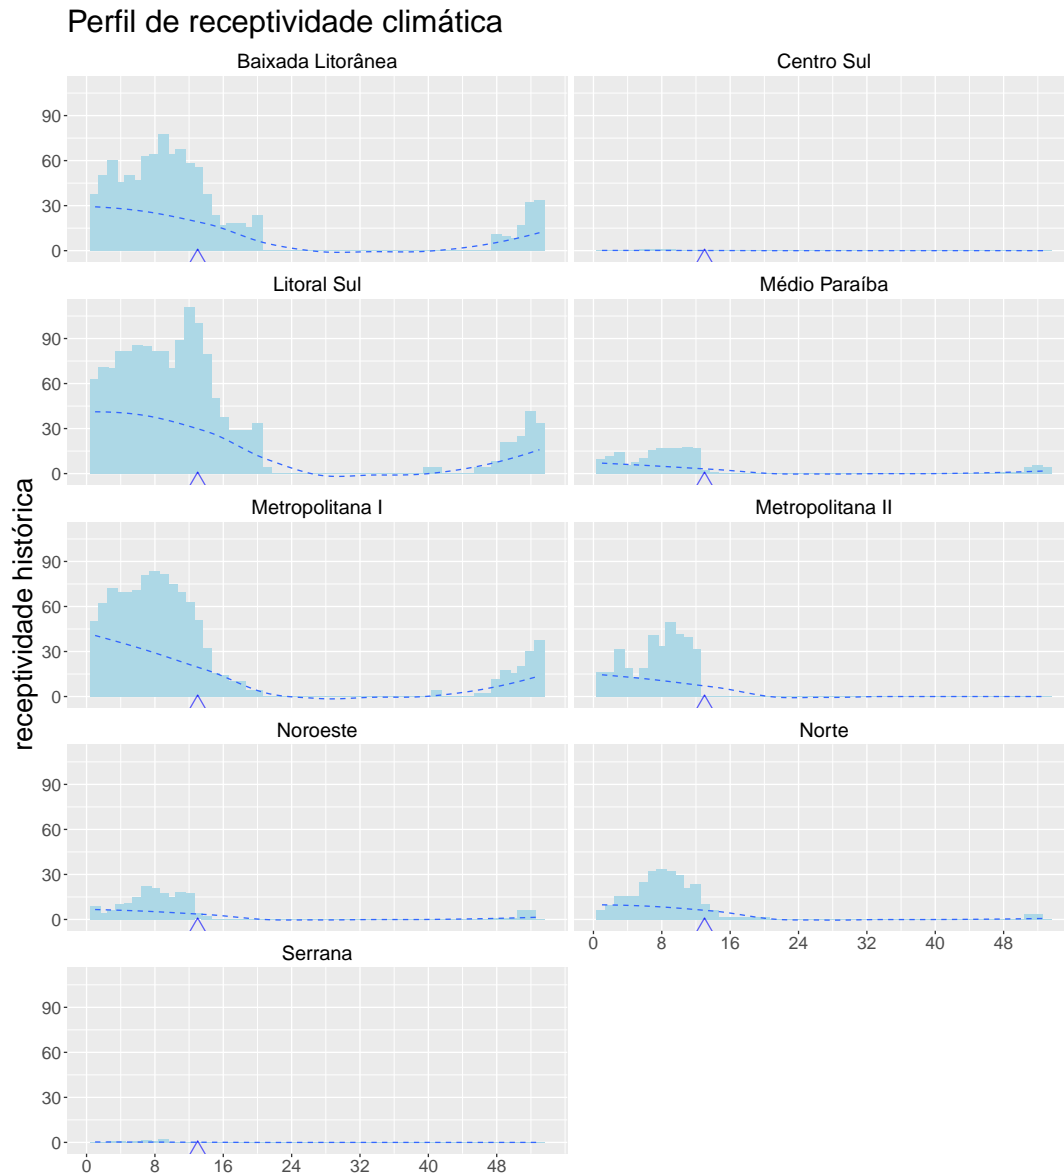 Perfil de receptividade climática
Baixada Litorânea
Centro Sul
90
60
30
0
Litoral Sul
Médio Paraíba
90
60
30
0
Metropolitana I
Metropolitana II
90
60
30
0
receptividade histórica
Noroeste
Norte
90
60
30
0
0 8 16 24 32 40 48
Serrana
90
60
30
0
0 8 16 24 32 40 48